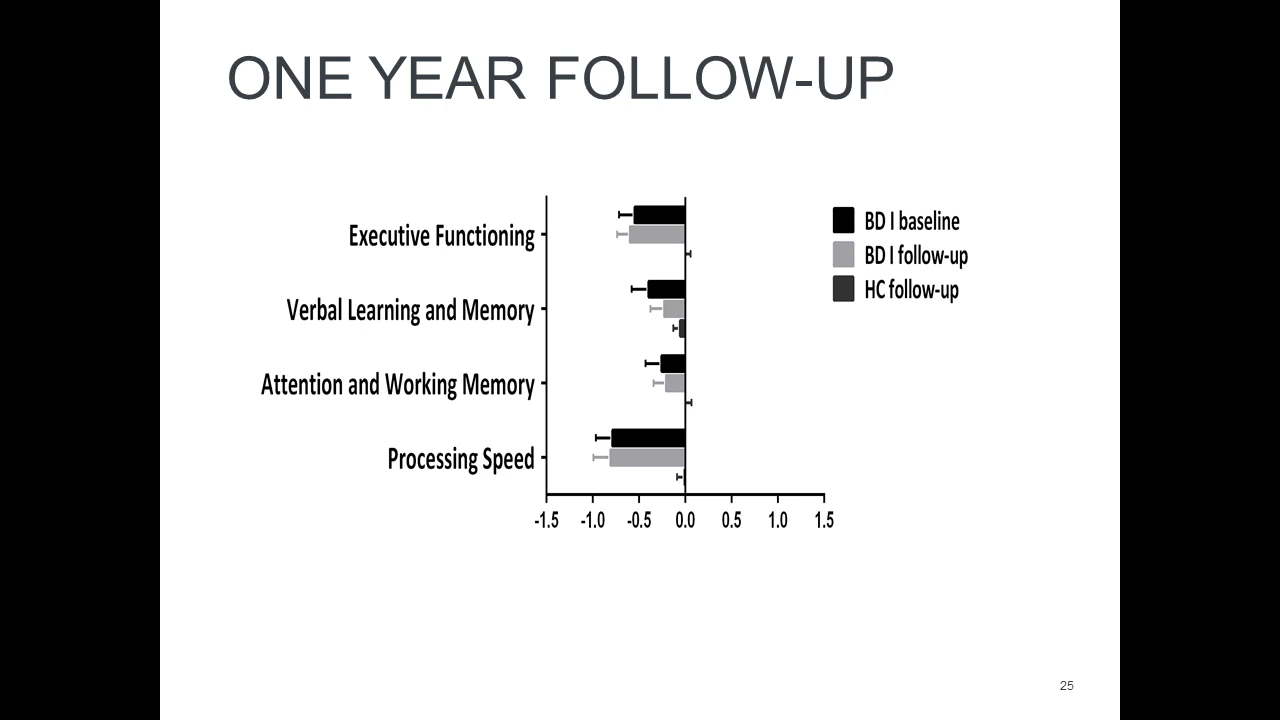 ONE YEAR FOLLOW-UP
Executive Functioning
Verbal Learning and Memory
Attention and Working Memory
Processing Speed
-1.5 -1.0 -0.5 0.0 0.5 1.0 1.5
BD I baseline
BD I follow-up
HC follow-up
25